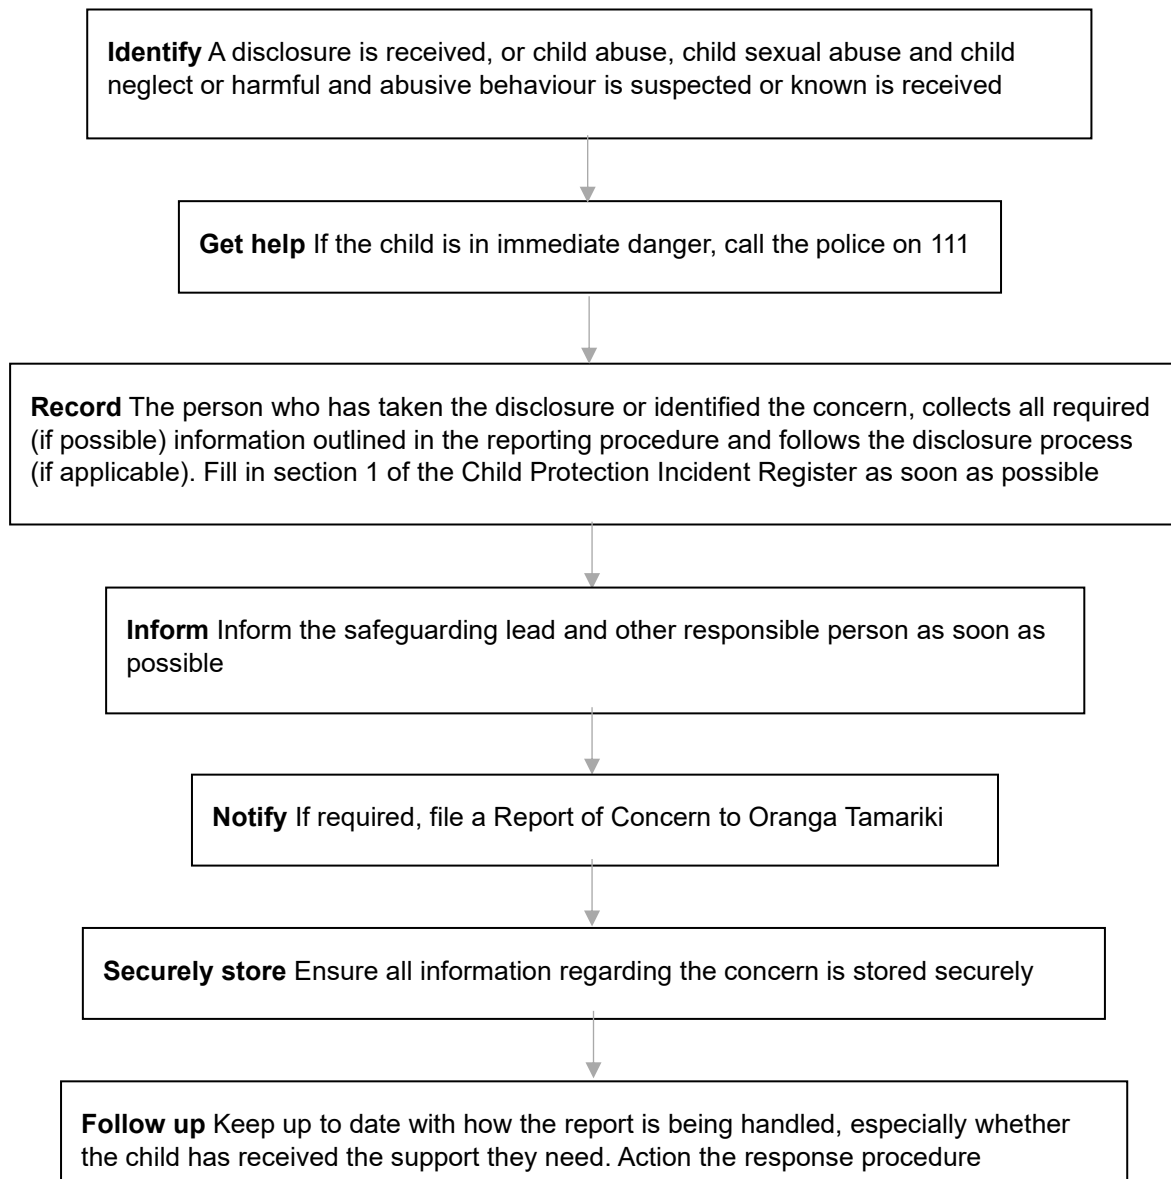 Identify A disclosure is received, or child abuse, child sexual abuse and child
neglect or harmful and abusive behaviour is suspected or known is received
Get help If the child is in immediate danger, call the police on 111
Record The person who has taken the disclosure or identified the concern, collects all required
(if possible) information outlined in the reporting procedure and follows the disclosure process
(if applicable). Fill in section 1 of the Child Protection Incident Register as soon as possible
Inform Inform the safeguarding lead and other responsible person as soon as
possible
Notify If required, file a Report of Concern to Oranga Tamariki
Securely store Ensure all information regarding the concern is stored securely
Follow up Keep up to date with how the report is being handled, especially whether
the child has received the support they need. Action the response procedure